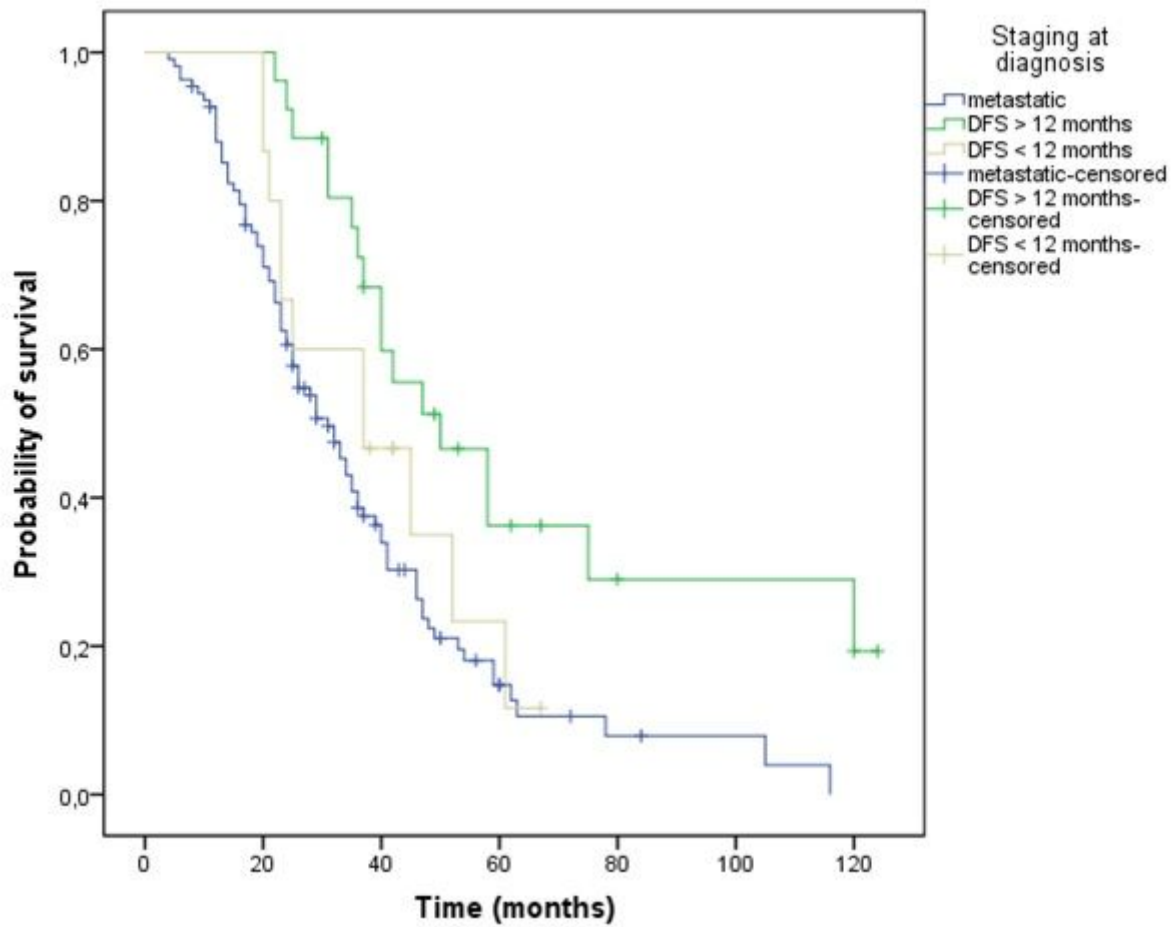 Staging at
diagnosis
metastatic
DFS > 12 months
DFS < 12 months
metastatic-censored
DFS > 12 months-
censored
DFS < 12 months-
censored
Probability of survival
1,0
0,8
0,6
0,4
0,2
0,0
0 20 40 60 80 100 120
Time (months)